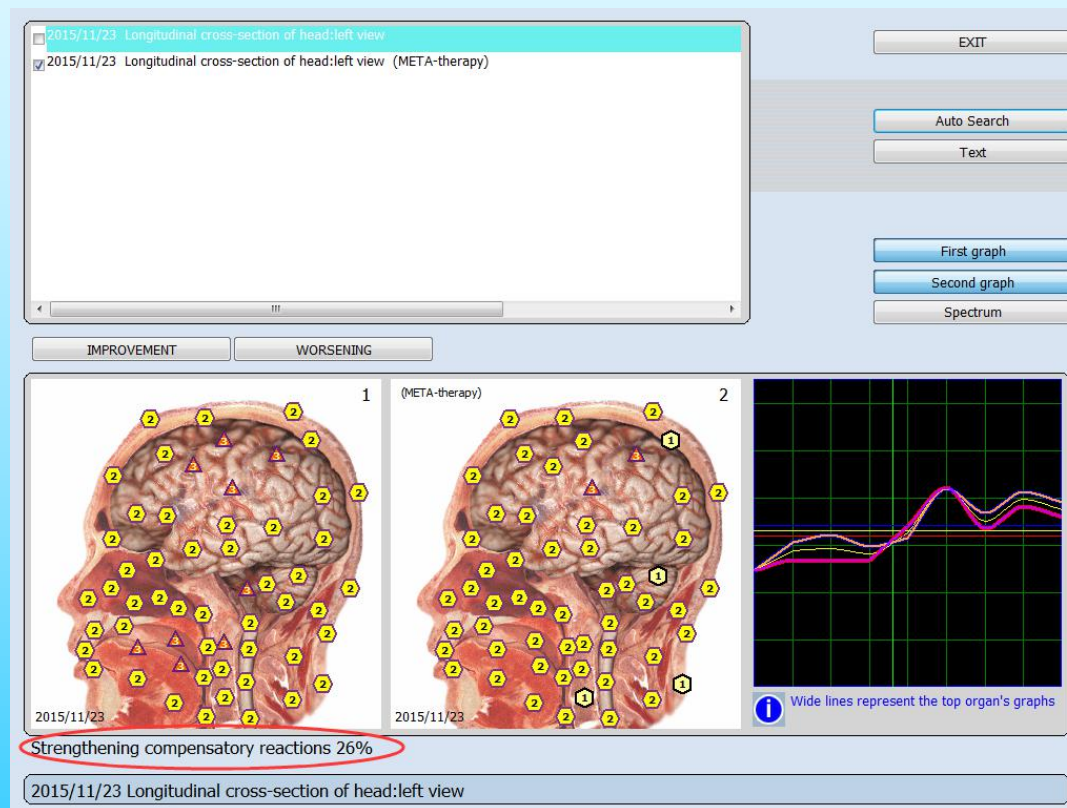 2015/11/23 Longitudinal cross-section of head:left view
2015/11/23 Longitudinal cross-section of head:left view (META-therapy)
EXIT
Auto Search
Text
First graph
Second graph
Spectrum
IMPROVEMENT
WORSENING
1
(META-therapy)
2
2015/11/23
2015/11/23
Wide lines represent the top organ's graphs
Strengthening compensatory reactions 26%
2015/11/23 Longitudinal cross-section of head:left view